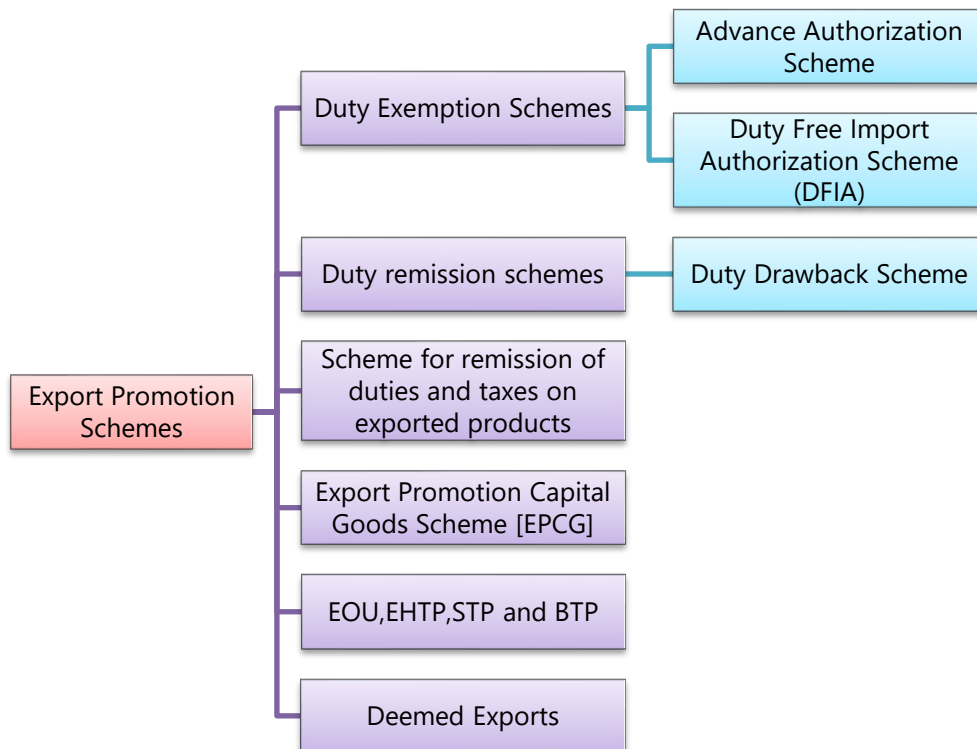 Export Promotion
Schemes
Duty Exemption Schemes
Advance Authorization
Scheme
Duty Free Import
Authorization Scheme
(DFIA)
Duty remission schemes
Duty Drawback Scheme
Scheme for remission of
duties and taxes on
exported products
Export Promotion Capital
Goods Scheme [EPCG]
EOU,EHTP,STP and BTP
Deemed Exports